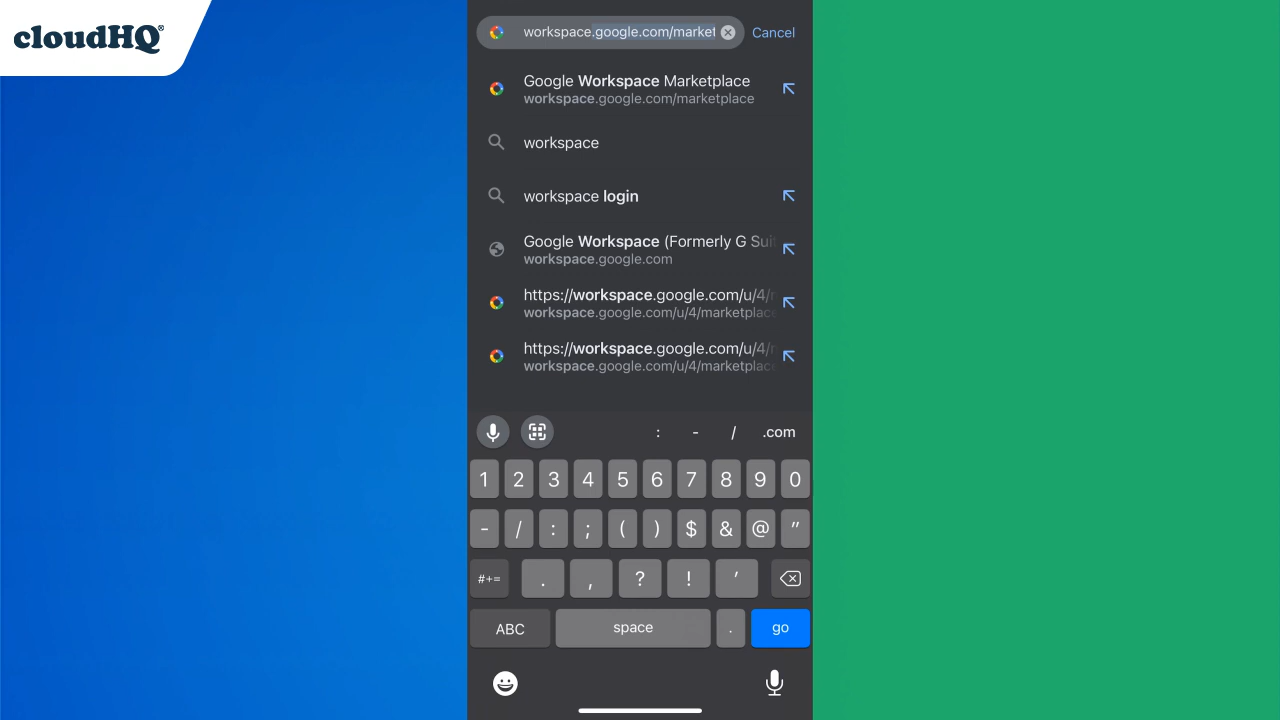 cloudHQ®
workspace.google.com/market
Cancel
Google Workspace Marketplace
workspace.google.com/marketplace
workspace
workspace login
Google Workspace (Formerly G Suit
workspace.google.com
https://workspace.google.com/u/4/
workspace.google.com/u/4/marketplace
https://workspace.google.com/u/4/
workspace.google.com/u/4/marketplace
: - / .com
1 2 3 4 5 6 7 8 9 0
- / : ; ( ) $ & @ "
#+= . , ? ! '
ABC space . go